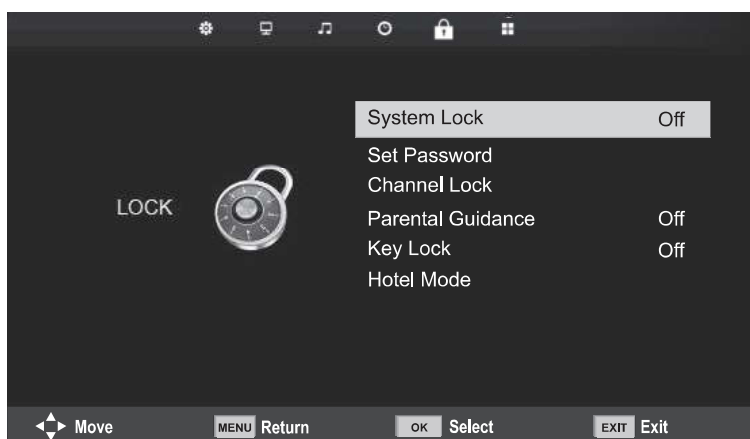 LOCK
System Lock Off
Set Password
Channel Lock
Parental Guidance Off
Key Lock Off
Hotel Mode
Move MENU Return OK Select EXIT Exit